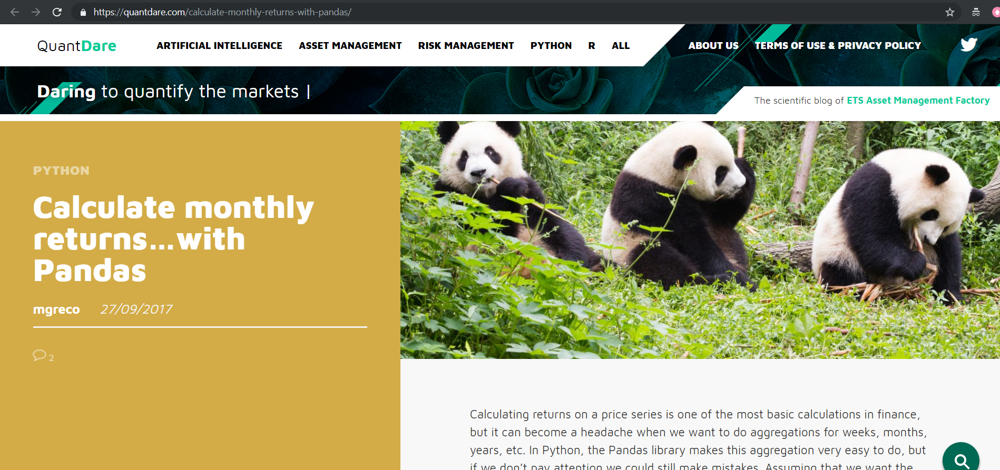 https://quantdare.com/calculate-monthly-returns-with-pandas/
QuantDare
ARTIFICIAL INTELLIGENCE ASSET MANAGEMENT RISK MANAGEMENT PYTHON R ALL
ABOUT US TERMS OF USE & PRIVACY POLICY
Daring to quantify the markets |
The scientific blog of ETS Asset Management Factory
PYTHON
Calculate monthly
returns...with
Pandas
mgreco 27/09/2017
2
Calculating returns on a price series is one of the most basic calculations in finance,
but it can become a headache when we want to do aggregations for weeks, months,
years, etc. In Python, the Pandas library makes this aggregation very easy to do, but
if we don't pay attention we could still make mistakes. Assuming that we want the